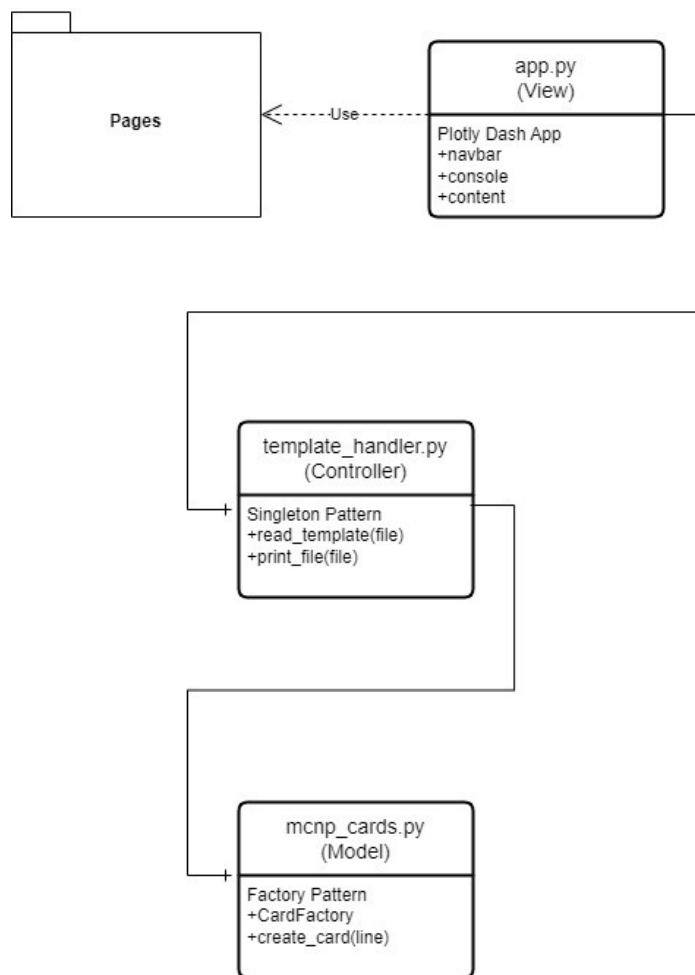 Pages
Use
app.py
(View)
Plotly Dash App
+navbar
+console
+content
template_handler.py
(Controller)
Singleton Pattern
+read_template(file)
+print_file(file)
mcnp_cards.py
(Model)
Factory Pattern
+CardFactory
+create_card(line)